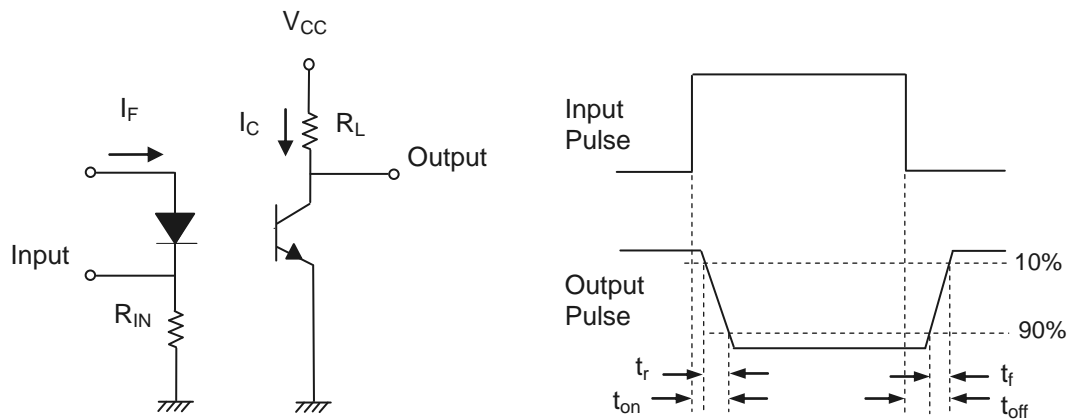 V_CC
I_F
I_C
R_L
Output
Input
R_IN
Input
Pulse
Output
Pulse
10%
90%
t_r
t_on
t_f
t_off